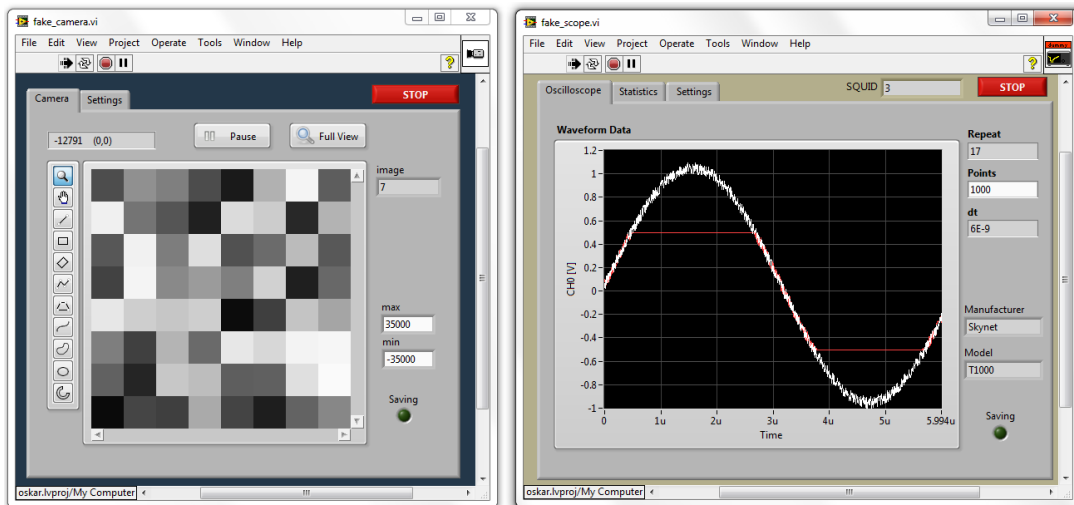 fake_camera.vi
File Edit View Project Operate Tools Window Help
Camera Settings
STOP
-12791 (0,0)
Pause
Full View
image
7
max
35000
min
-35000
Saving
oskar.lvproj/My Computer
fake_scope.vi
File Edit View Project Operate Tools Window Help
Oscilloscope Statistics Settings
SQUID 3
STOP
Waveform Data
CH0 [V]
1.2
1
0.8
0.6
0.4
0.2
0
-0.2
-0.4
-0.6
-0.8
-1
0 1u 2u 3u 4u 5u 5.994u
Time
Repeat
17
Points
1000
dt
6E-9
Manufacturer
Skynet
Model
T1000
Saving
oskar.lvproj/My Computer